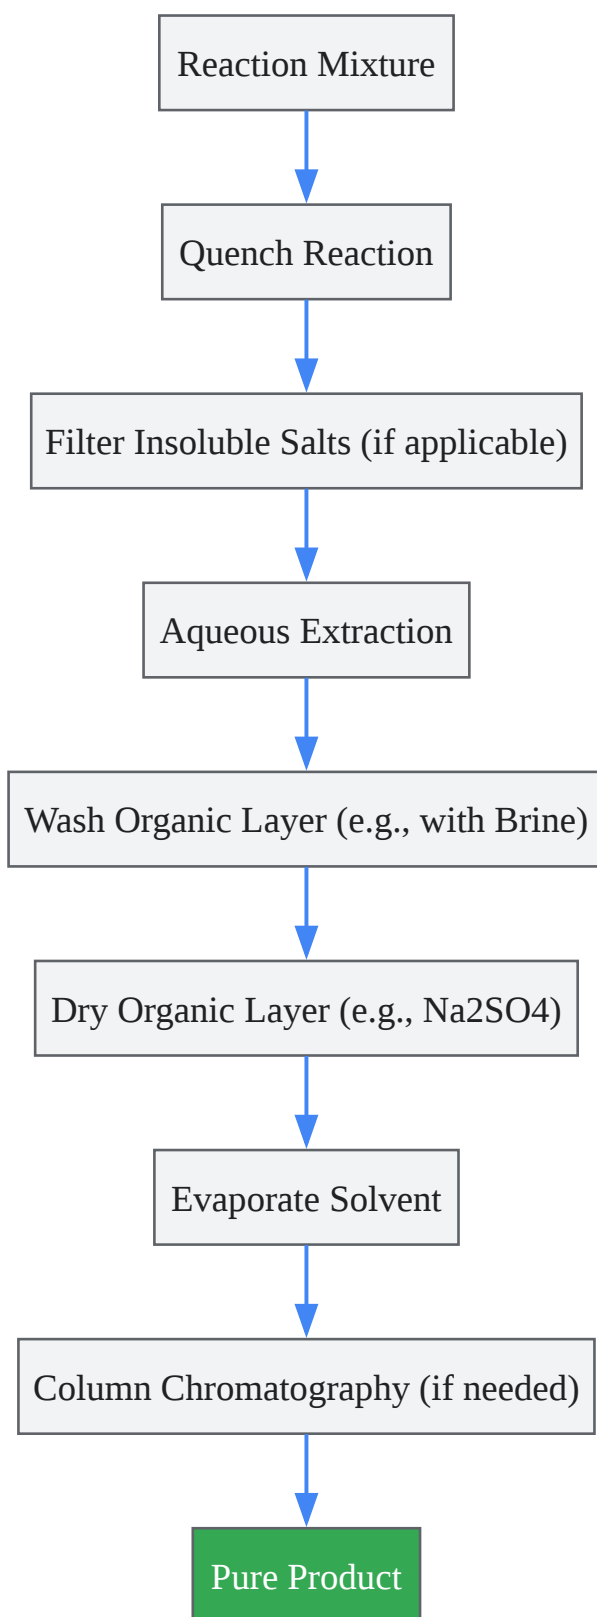 Reaction Mixture
Quench Reaction
Filter Insoluble Salts (if applicable)
Aqueous Extraction
Wash Organic Layer (e.g., with Brine)
Dry Organic Layer (e.g., Na2SO4)
Evaporate Solvent
Column Chromatography (if needed)
Pure Product